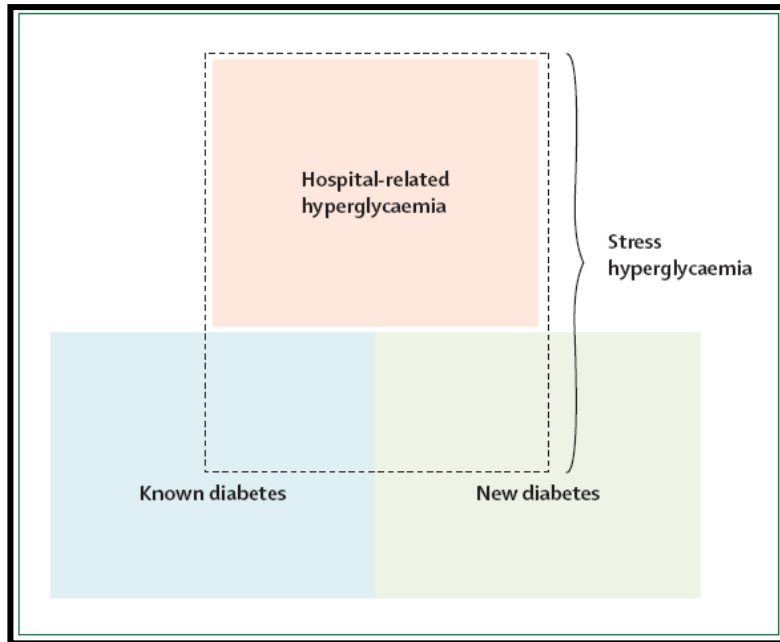 Hospital-related
hyperglycaemia
Stress
hyperglycaemia
Known diabetes
New diabetes